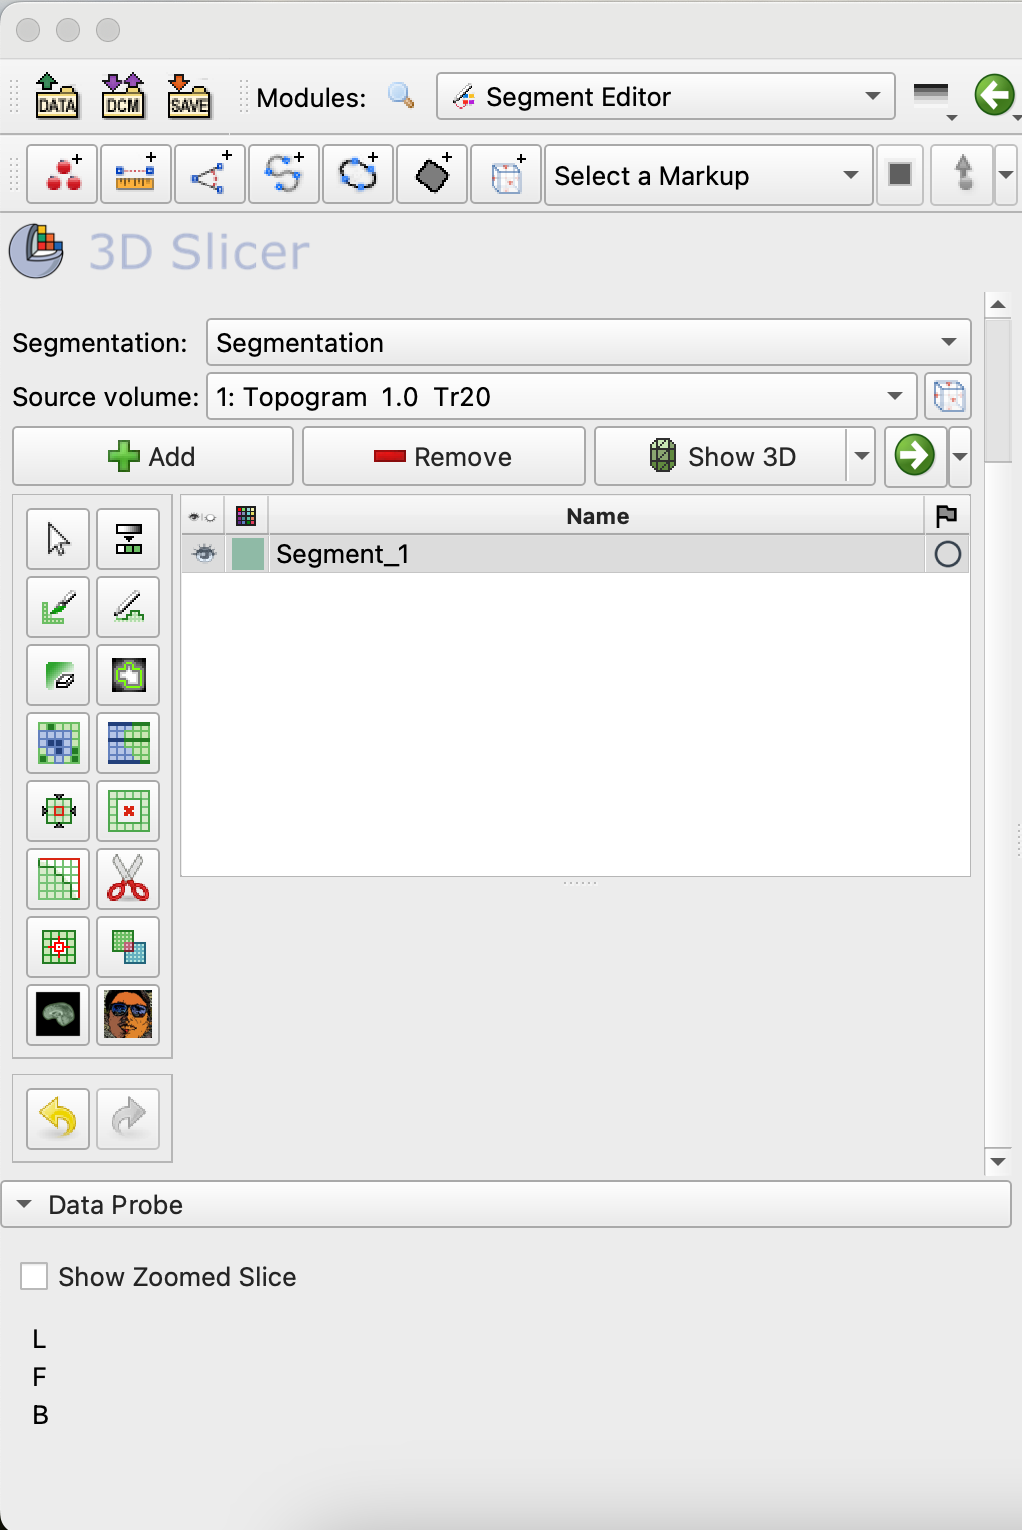 DATA DCM SAVE Modules: Segment Editor
Select a Markup
3D Slicer
Segmentation: Segmentation
Source volume: 1: Topogram 1.0 Tr20
Add Remove Show 3D
Name
Segment_1
Data Probe
Show Zoomed Slice
L
F
B